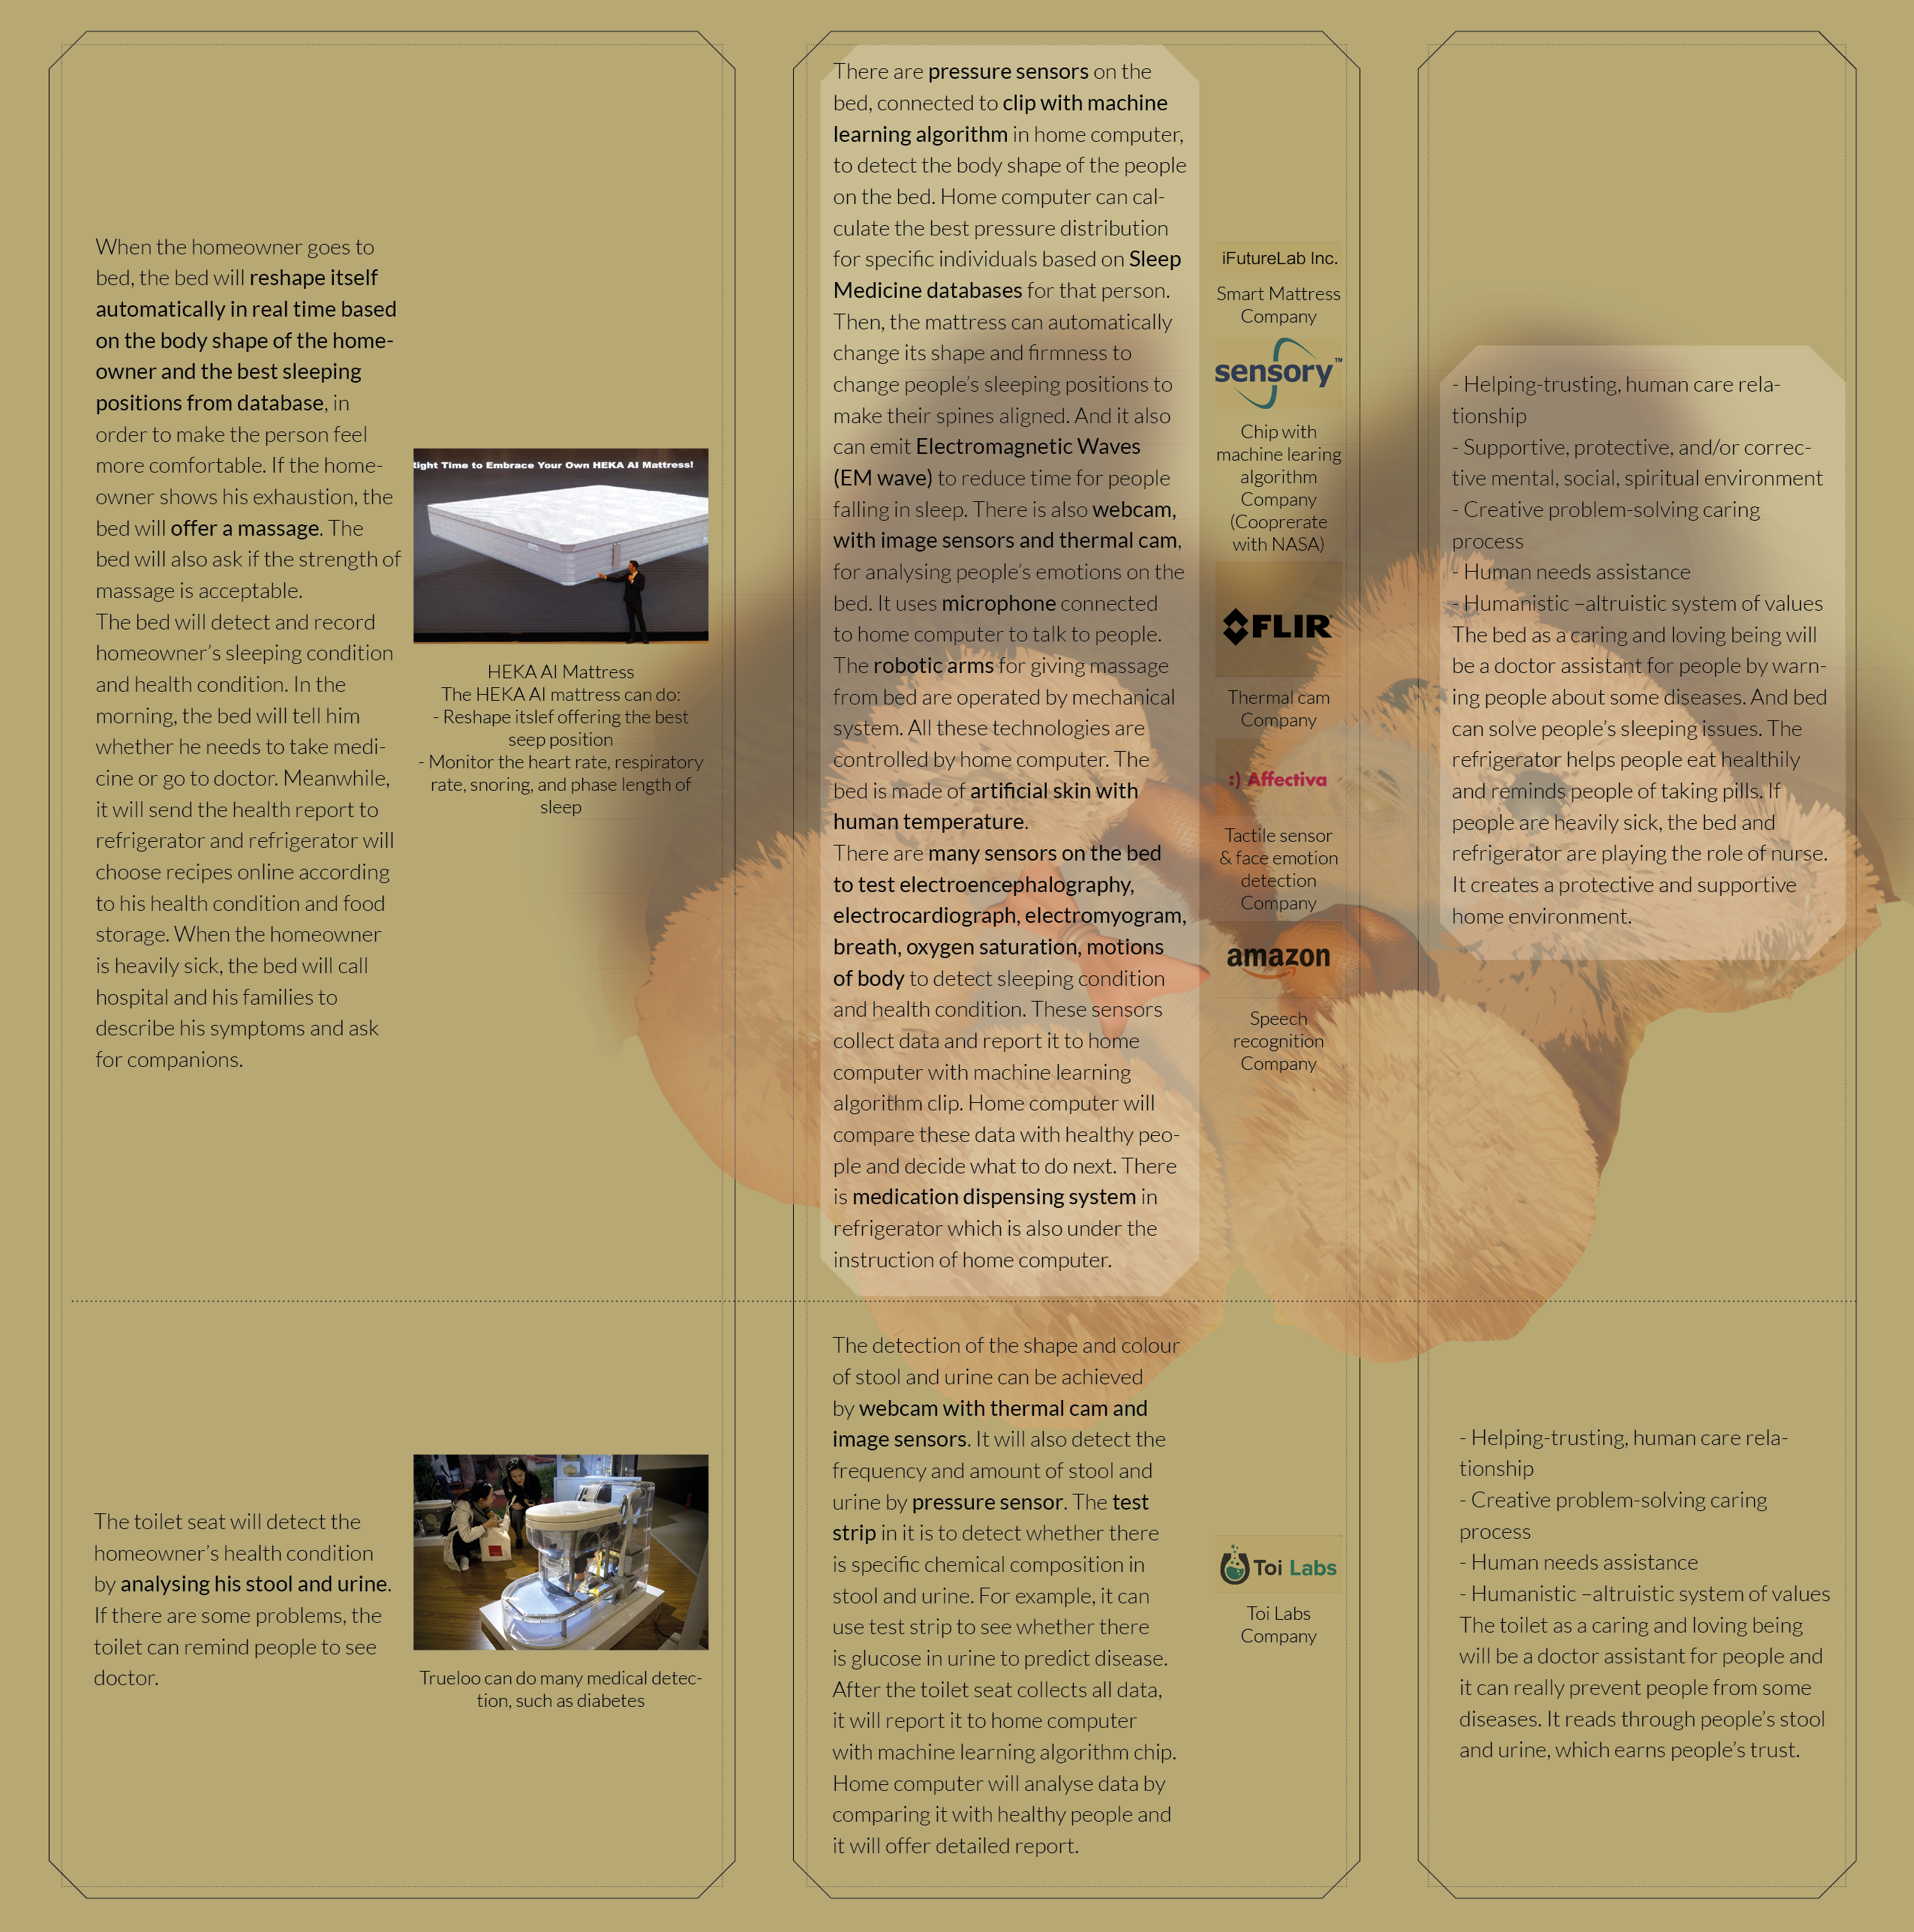 When the homeowner goes to
bed, the bed will reshape itself
automatically in real time based
on the body shape of the home-
owner and the best sleeping
positions from database, in
order to make the person feel
more comfortable. If the home-
owner shows his exhaustion, the
bed will offer a massage. The
bed will also ask if the strength of
massage is acceptable.
The bed will detect and record
homeowner's sleeping condition
and health condition. In the
morning, the bed will tell him
whether he needs to take medi-
cine or go to doctor. Meanwhile,
it will send the health report to
refrigerator and refrigerator will
choose recipes online according
to his health condition and food
storage. When the homeowner
is heavily sick, the bed will call
hospital and his families to
describe his symptoms and ask
for companions.
Right Time to Embrace Your Own HEKA AI Mattress!
HEKA AI Mattress
The HEKA AI mattress can do:
- Reshape itslef offering the best
seep position
- Monitor the heart rate, respiratory
rate, snoring, and phase length of
sleep
There are pressure sensors on the
bed, connected to clip with machine
learning algorithm in home computer,
to detect the body shape of the people
on the bed. Home computer can cal-
culate the best pressure distribution
for specific individuals based on Sleep
Medicine databases for that person.
Then, the mattress can automatically
change its shape and firmness to
change people's sleeping positions to
make their spines aligned. And it also
can emit Electromagnetic Waves
(EM wave) to reduce time for people
falling in sleep. There is also webcam,
with image sensors and thermal cam,
for analysing people's emotions on the
bed. It uses microphone connected
to home computer to talk to people.
The robotic arms for giving massage
from bed are operated by mechanical
system. All these technologies are
controlled by home computer. The
bed is made of artificial skin with
human temperature.
There are many sensors on the bed
to test electroencephalography,
electrocardiograph, electromyogram,
breath, oxygen saturation, motions
of body to detect sleeping condition
and health condition. These sensors
collect data and report it to home
computer with machine learning
algorithm clip. Home computer will
compare these data with healthy peo-
ple and decide what to do next. There
is medication dispensing system in
refrigerator which is also under the
instruction of home computer.
iFutureLab Inc.
Smart Mattress
Company
sensory™
Chip with
machine learing
algorithm
Company
(Cooprerate
with NASA)
FLIR
Thermal cam
Company
:) Affectiva
Tactile sensor
& face emotion
detection
Company
amazon
Speech
recognition
Company
- Helping-trusting, human care rela-
tionship
- Supportive, protective, and/or correc-
tive mental, social, spiritual environment
- Creative problem-solving caring
process
- Human needs assistance
- Humanistic –altruistic system of values
The bed as a caring and loving being will
be a doctor assistant for people by warn-
ing people about some diseases. And bed
can solve people's sleeping issues. The
refrigerator helps people eat healthily
and reminds people of taking pills. If
people are heavily sick, the bed and
refrigerator are playing the role of nurse.
It creates a protective and supportive
home environment.
The toilet seat will detect the
homeowner's health condition
by analysing his stool and urine.
If there are some problems, the
toilet can remind people to see
doctor.
Trueloo can do many medical detec-
tion, such as diabetes
The detection of the shape and colour
of stool and urine can be achieved
by webcam with thermal cam and
image sensors. It will also detect the
frequency and amount of stool and
urine by pressure sensor. The test
strip in it is to detect whether there
is specific chemical composition in
stool and urine. For example, it can
use test strip to see whether there
is glucose in urine to predict disease.
After the toilet seat collects all data,
it will report it to home computer
with machine learning algorithm chip.
Home computer will analyse data by
comparing it with healthy people and
it will offer detailed report.
Toi Labs
Toi Labs
Company
- Helping-trusting, human care rela-
tionship
- Creative problem-solving caring
process
- Human needs assistance
- Humanistic –altruistic system of values
The toilet as a caring and loving being
will be a doctor assistant for people and
it can really prevent people from some
diseases. It reads through people's stool
and urine, which earns people's trust.